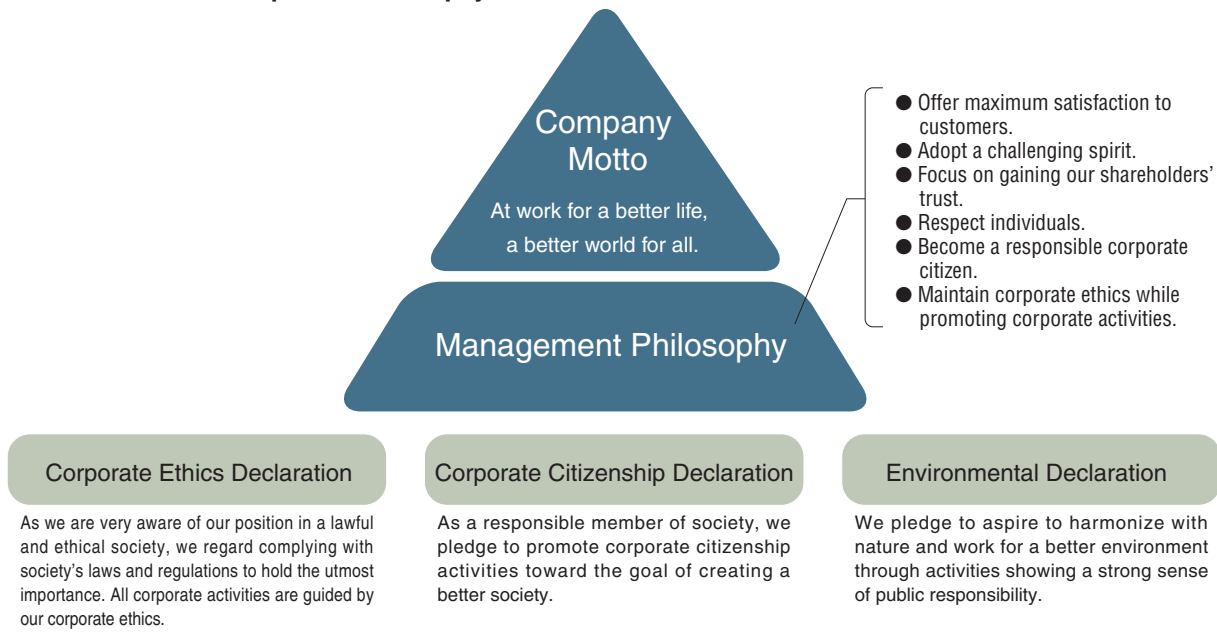 Company
Motto
At work for a better life,
a better world for all.
● Offer maximum satisfaction to
customers.
● Adopt a challenging spirit.
● Focus on gaining our shareholders'
trust.
● Respect individuals.
● Become a responsible corporate
citizen.
● Maintain corporate ethics while
promoting corporate activities.
Management Philosophy
Corporate Ethics Declaration
As we are very aware of our position in a lawful
and ethical society, we regard complying with
society's laws and regulations to hold the utmost
importance. All corporate activities are guided by
our corporate ethics.
Corporate Citizenship Declaration
As a responsible member of society, we
pledge to promote corporate citizenship
activities toward the goal of creating a
better society.
Environmental Declaration
We pledge to aspire to harmonize with
nature and work for a better environment
through activities showing a strong sense
of public responsibility.